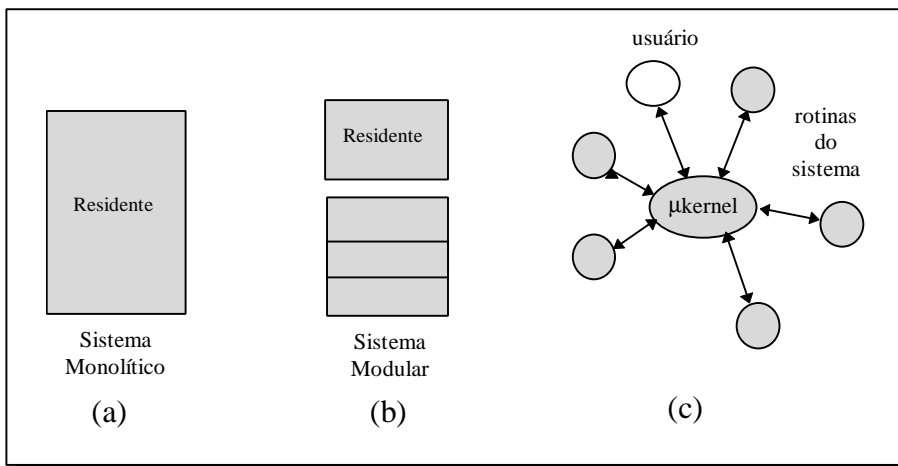 Residente
Sistema
Monolítico
(a)
Residente
Sistema
Modular
(b)
usuário
rotinas
do
sistema
µkernel
(c)